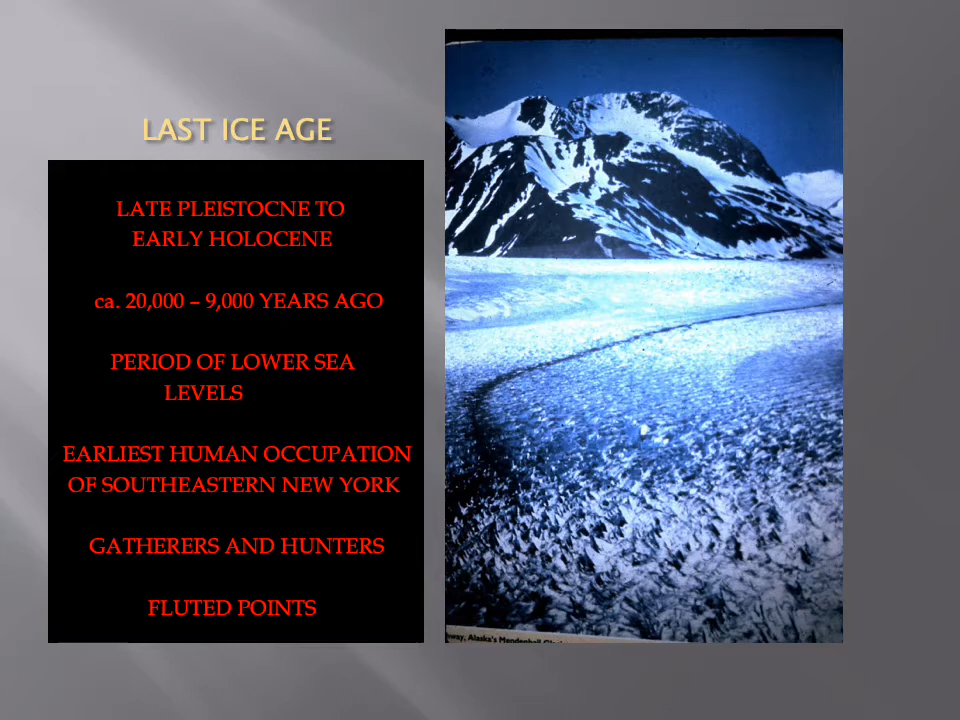 LAST ICE AGE
LATE PLEISTOCNE TO
EARLY HOLOCENE
ca. 20,000 – 9,000 YEARS AGO
PERIOD OF LOWER SEA
LEVELS
EARLIEST HUMAN OCCUPATION
OF SOUTHEASTERN NEW YORK
GATHERERS AND HUNTERS
FLUTED POINTS
Alaska's Mendenhall